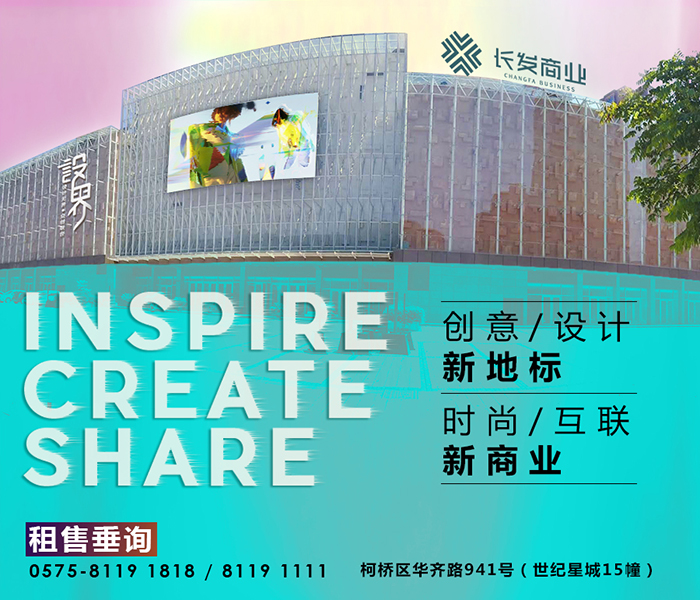 长发商业
CHANGFA BUSINESS
設界
INSPIRE
CREATE
SHARE
创意/设计
新地标
时尚/互联
新商业
租售垂询
0575-8119 1818 / 8119 1111
柯桥区华齐路941号（世纪星城15幢）